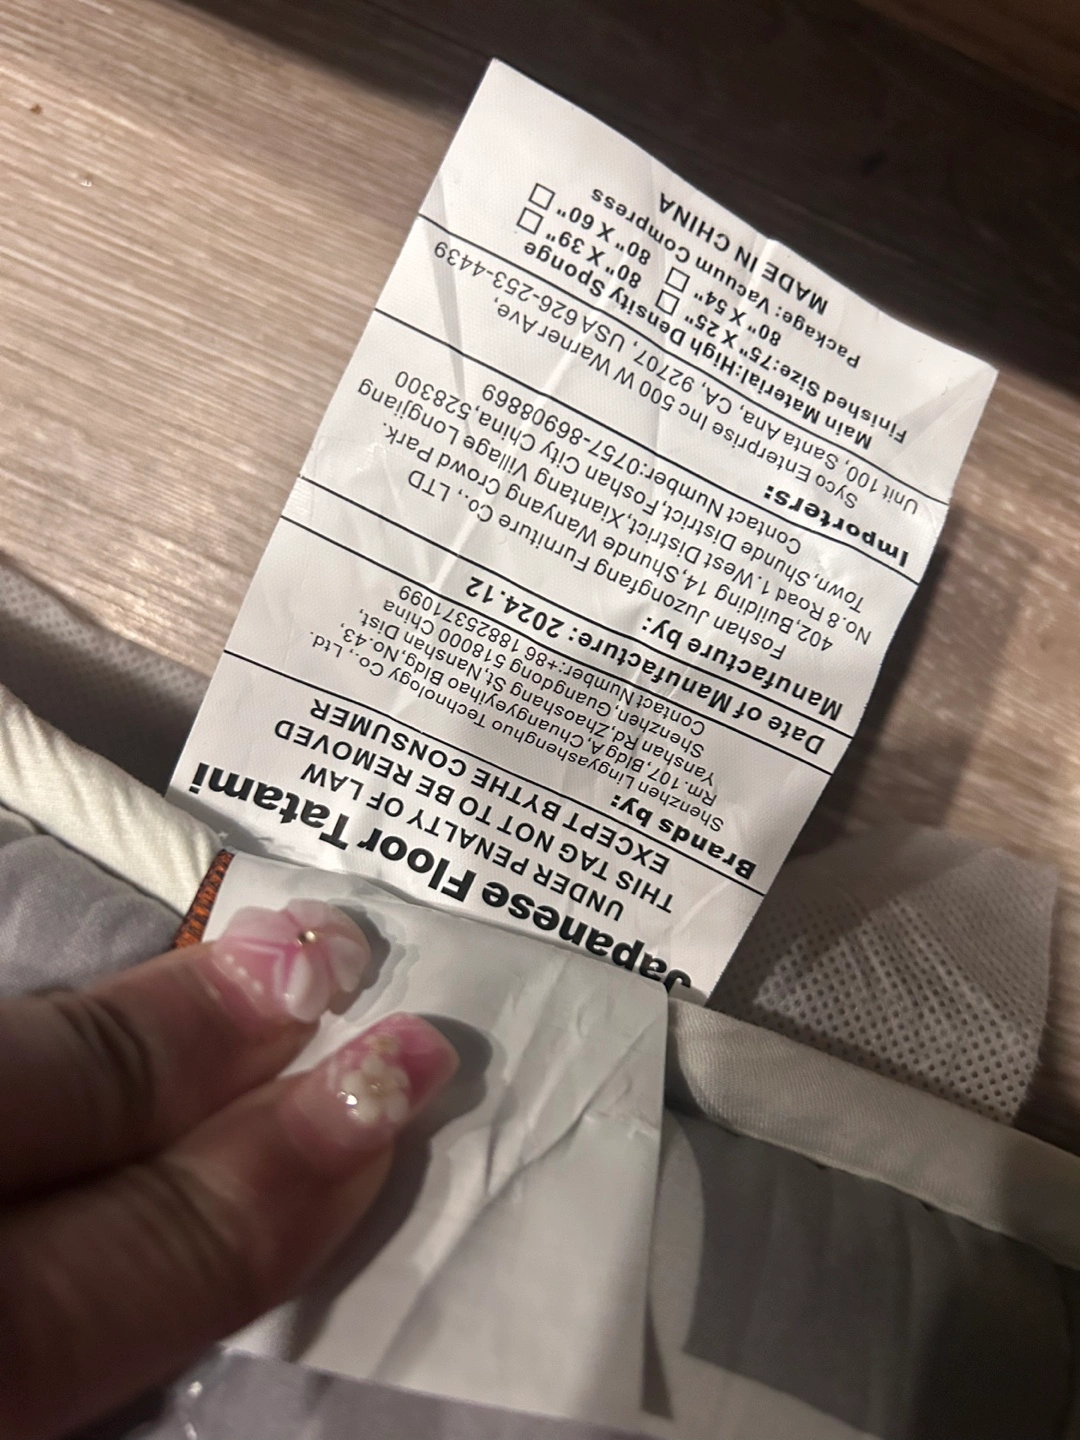 Japanese Floor Tatami
UNDER PENALTY OF LAW
THIS TAG NOT TO BE REMOVED
EXCEPT BY THE CONSUMER
Brands by:
Shenzhen Lingyashenghuo Technology Co., Ltd.
Rm.107,Bldg A,Chuangyeyihao Bldg,No.43,
Yanshan Rd,Zhaoshang St,Nanshan Dist,
Shenzhen,Guangdong 518000 China
Contact Number:+86 18825371099
Date of Manufacture: 2024.12
Manufacture by:
Foshan Juzongfang Furniture Co., LTD
402,Building 14,Shunde Wanyang Crowd Park.
No.8 Road 1.West District,Xiantang Village Longjiang
Town,Shunde District,Foshan City China,528300
Contact Number:0757-86908869
Importers:
Syco Enterprise Inc 500 W Warner Ave,
Unit 100, Santa Ana, CA, 92707, USA 626-253-4439
Main Material:High Density Sponge
Finished Size:75" X 25" □ 80" X 39" □
80" X 54" □ 80" X 60" □
Package: Vacuum Compress
MADE IN CHINA